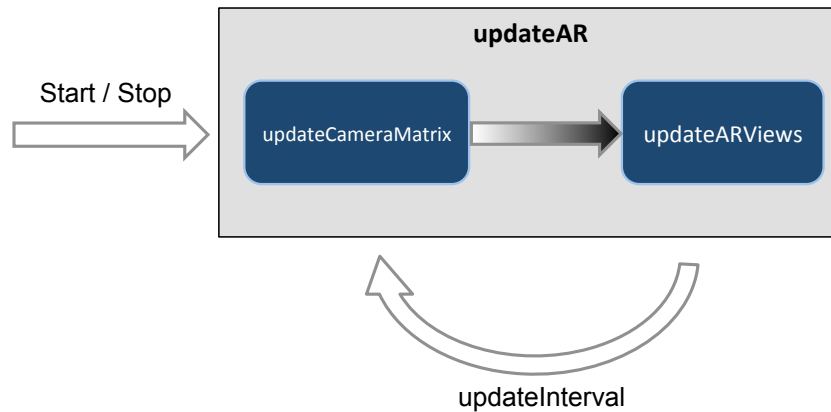 updateAR
Start / Stop
updateCameraMatrix
updateARViews
updateInterval